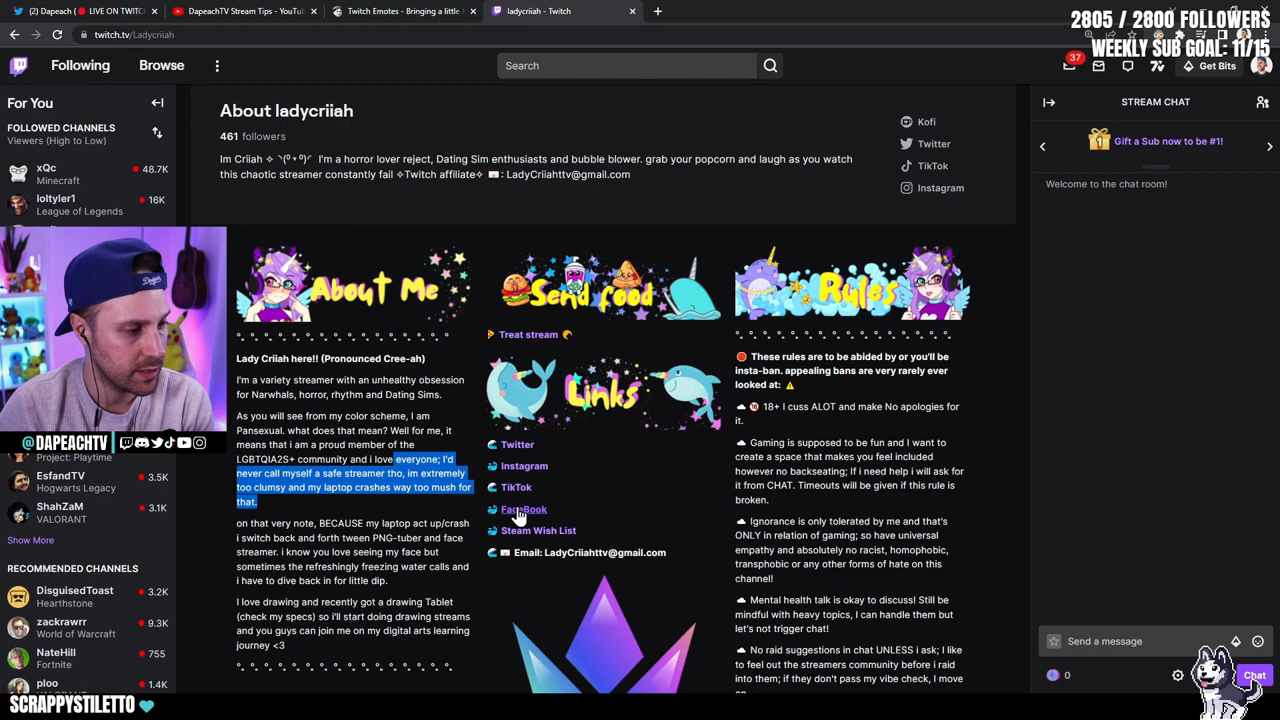 (2) Dapeach (🔴 LIVE ON TWITC
DapeachTV Stream Tips - YouTu
Twitch Emotes - Bringing a little
ladycriiah - Twitch
twitch.tv/Ladycriiah
2805 / 2800 FOLLOWERS
WEEKLY SUB GOAL: 11/15
Following
Browse
Search
37
Get Bits
For You
FOLLOWED CHANNELS
Viewers (High to Low)
xQc
48.7K
Minecraft
loltyler1
16K
League of Legends
@DAPEACHTV
Project: Playtime
EsfandTV
3.5K
Hogwarts Legacy
ShahZaM
3.1K
VALORANT
Show More
RECOMMENDED CHANNELS
DisguisedToast
3.2K
Hearthstone
zackrawrr
9.3K
World of Warcraft
NateHill
755
Fortnite
ploo
1.4K
SCRAPPYSTILETTO
About ladycriiah
461 followers
Im Criiah ✧ ヽ(⁰▾⁰)ノ I'm a horror lover reject, Dating Sim enthusiasts and bubble blower. grab your popcorn and laugh as you watch
this chaotic streamer constantly fail ✧Twitch affiliate✧ 📧: LadyCriiahttv@gmail.com
Kofi
Twitter
TikTok
Instagram
About Me
Lady Criiah here!! (Pronounced Cree-ah)
I'm a variety streamer with an unhealthy obsession
for Narwhals, horror, rhythm and Dating Sims.
As you will see from my color scheme, I am
Pansexual. what does that mean? Well for me, it
means that i am a proud member of the
LGBTQIA2S+ community and i love everyone; I'd
never call myself a safe streamer tho, im extremely
too clumsy and my laptop crashes way too mush for
that.
on that very note, BECAUSE my laptop act up/crash
i switch back and forth tween PNG-tuber and face
streamer. i know you love seeing my face but
sometimes the refreshingly freezing water calls and
i have to dive back in for little dip.
I love drawing and recently got a drawing Tablet
(check my specs) so i'll start doing drawing streams
and you guys can join me on my digital arts learning
journey <3
Send food
Treat stream
Links
Twitter
Instagram
TikTok
FaceBook
Steam Wish List
Email: LadyCriiahttv@gmail.com
Rules
🛑 These rules are to be abided by or you'll be
insta-ban. appealing bans are very rarely ever
looked at: ⚠️
☁️ 🔞 18+ I cuss ALOT and make No apologies for
it.
☁️ Gaming is supposed to be fun and I want to
create a space that makes you feel included
however no backseating; If i need help i will ask for
it from CHAT. Timeouts will be given if this rule is
broken.
☁️ Ignorance is only tolerated by me and that's
ONLY in relation of gaming; so have universal
empathy and absolutely no racist, homophobic,
transphobic or any other forms of hate on this
channel!
☁️ Mental health talk is okay to discuss! Still be
mindful with heavy topics, I can handle them but
let's not trigger chat!
☁️ No raid suggestions in chat UNLESS i ask; I like
to feel out the streamers community before i raid
into them; if they don't pass my vibe check, I move
on
STREAM CHAT
1
Gift a Sub now to be #1!
Welcome to the chat room!
Send a message
0
Chat